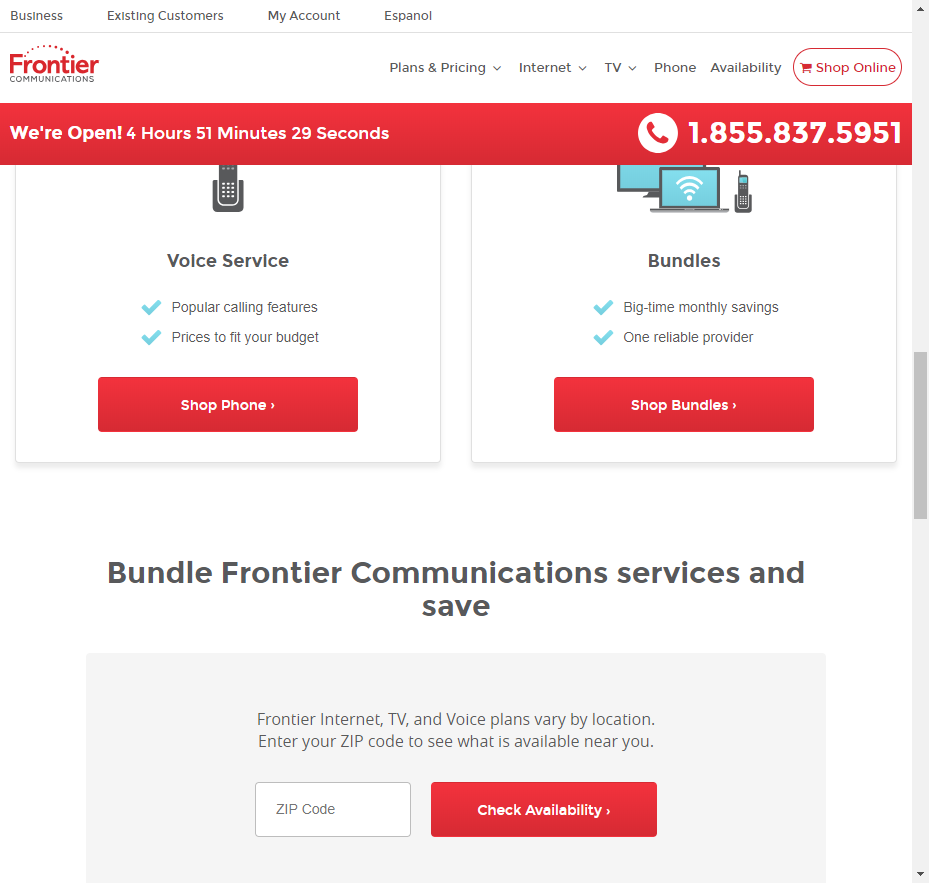 Business Existing Customers My Account Espanol
Frontier
COMMUNICATIONS
Plans & Pricing Internet TV Phone Availability Shop Online
We're Open! 4 Hours 51 Minutes 29 Seconds 1.855.837.5951
Voice Service
Popular calling features
Prices to fit your budget
Shop Phone ›
Bundles
Big-time monthly savings
One reliable provider
Shop Bundles ›
Bundle Frontier Communications services and
save
Frontier Internet, TV, and Voice plans vary by location.
Enter your ZIP code to see what is available near you.
ZIP Code Check Availability ›